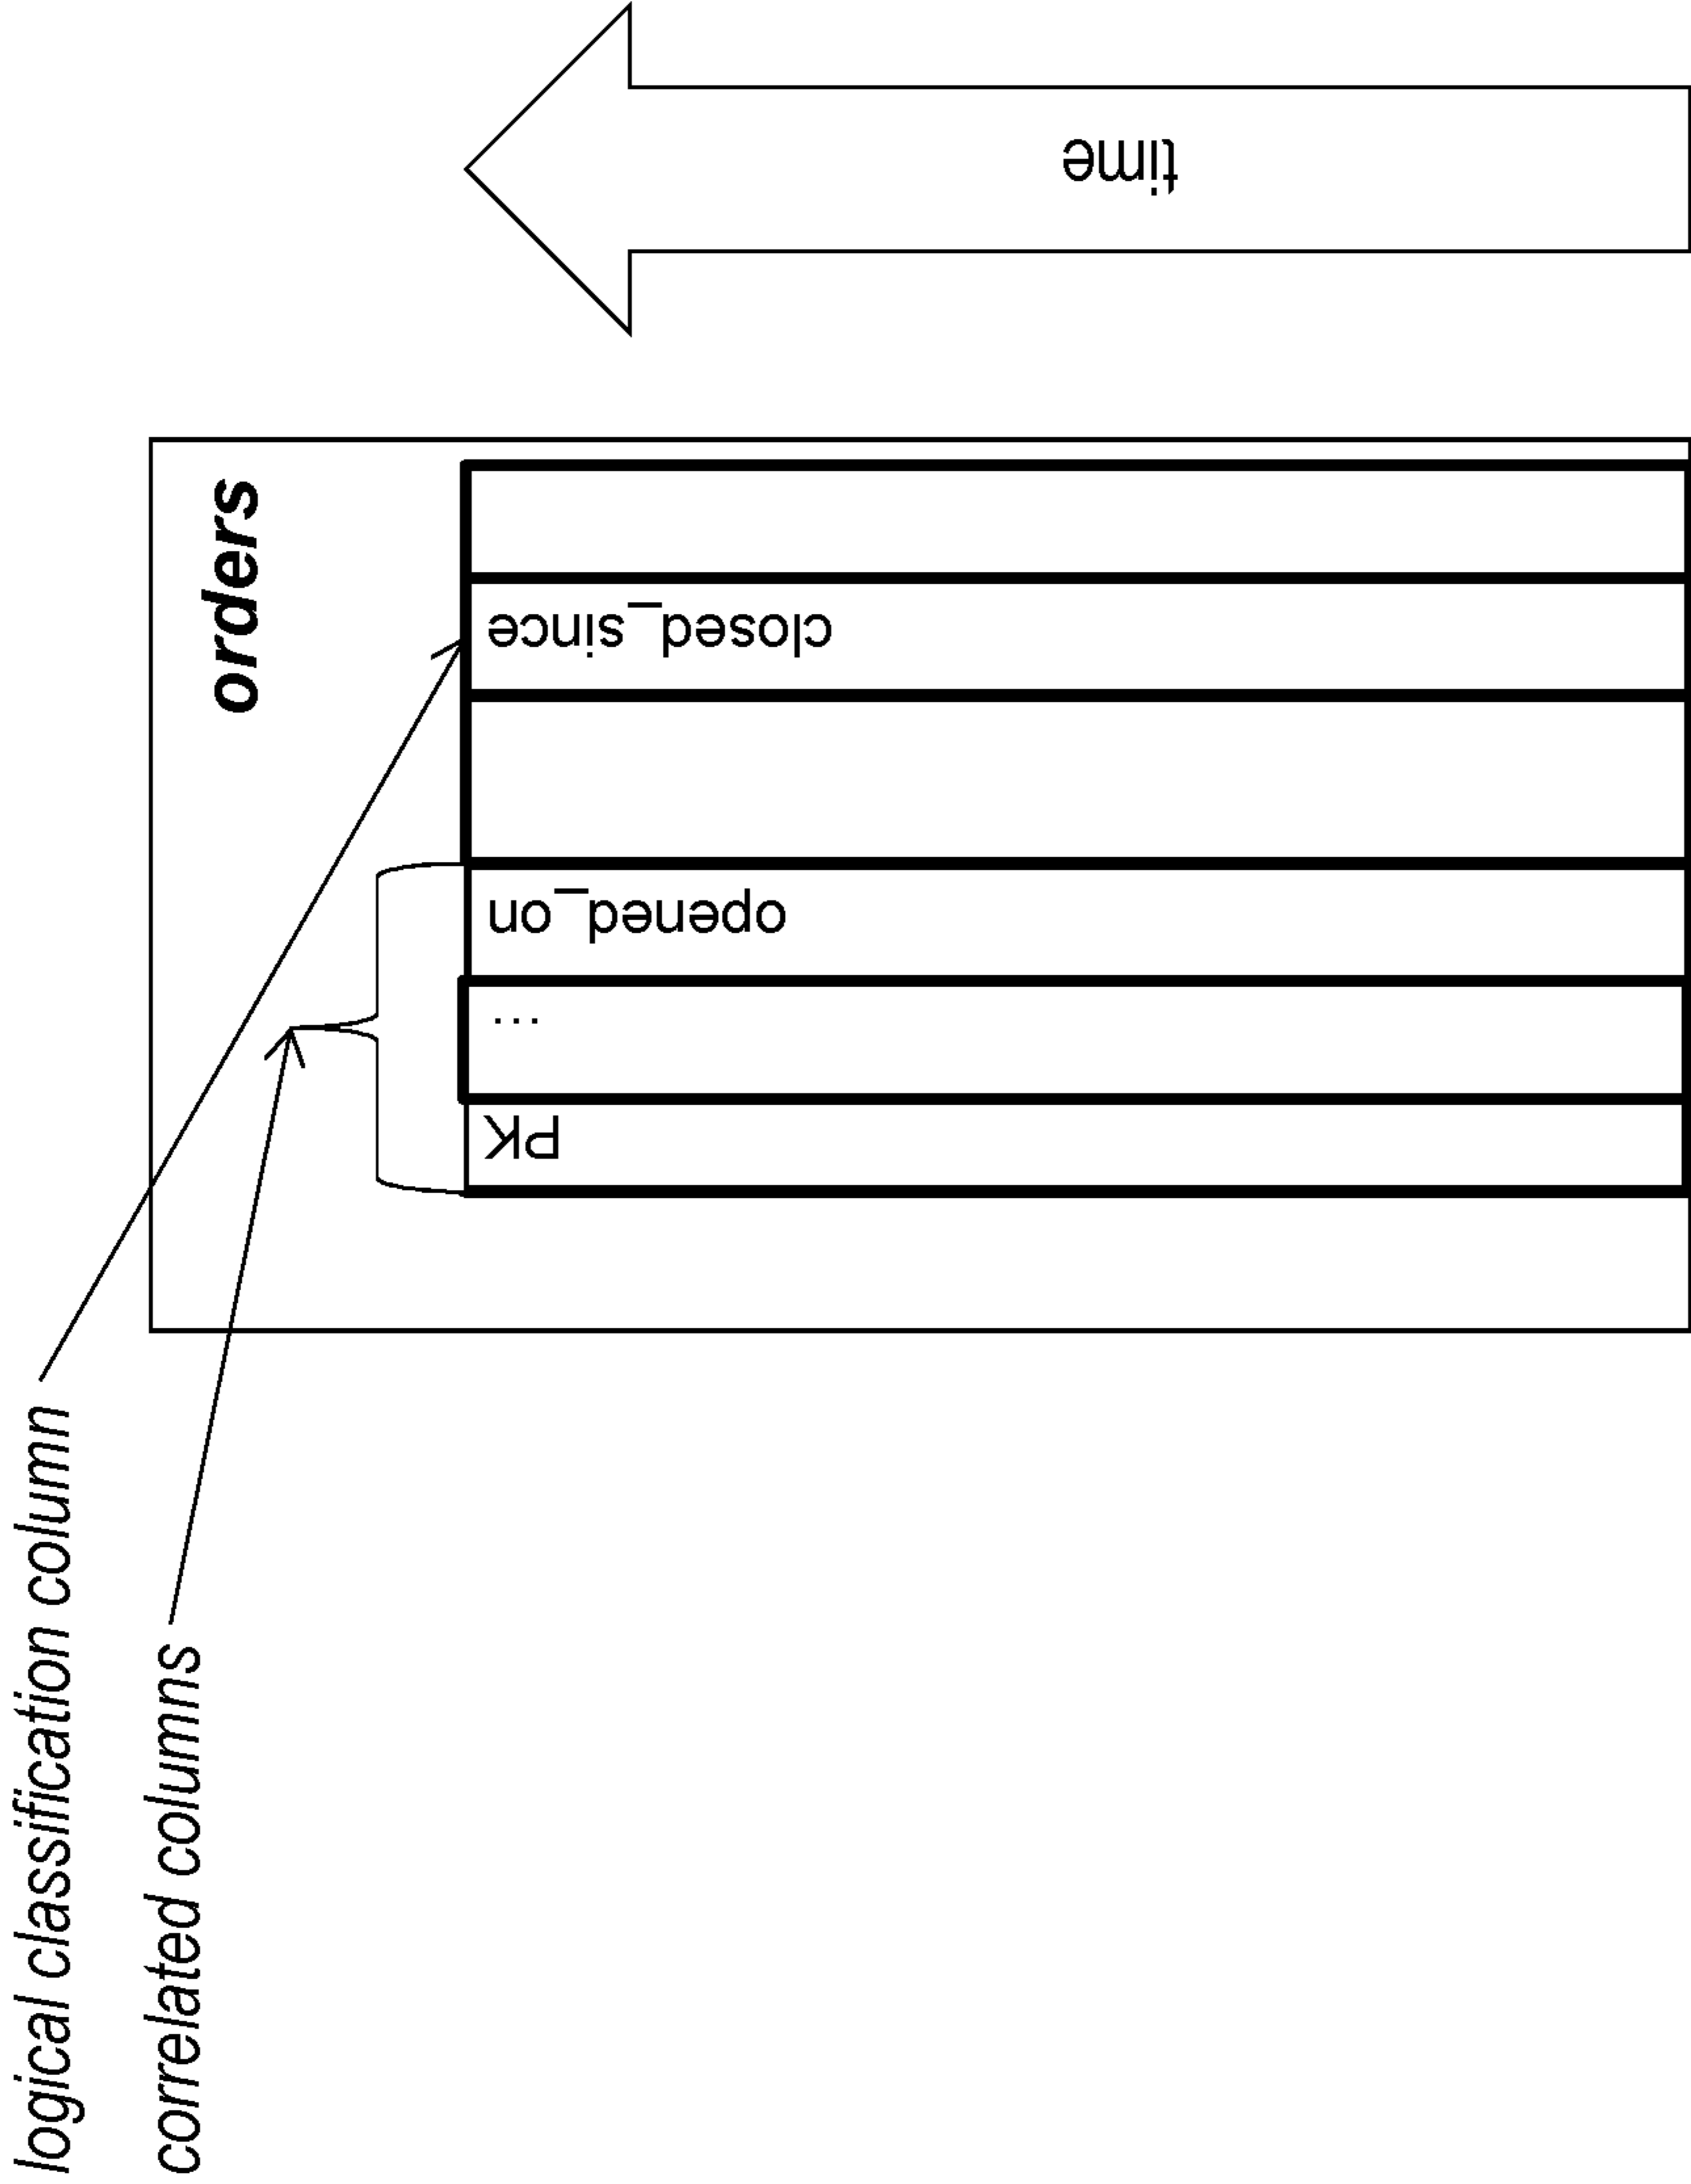 logical classification column
correlated columns
orders
PK
...
opened_on
closed_since
time